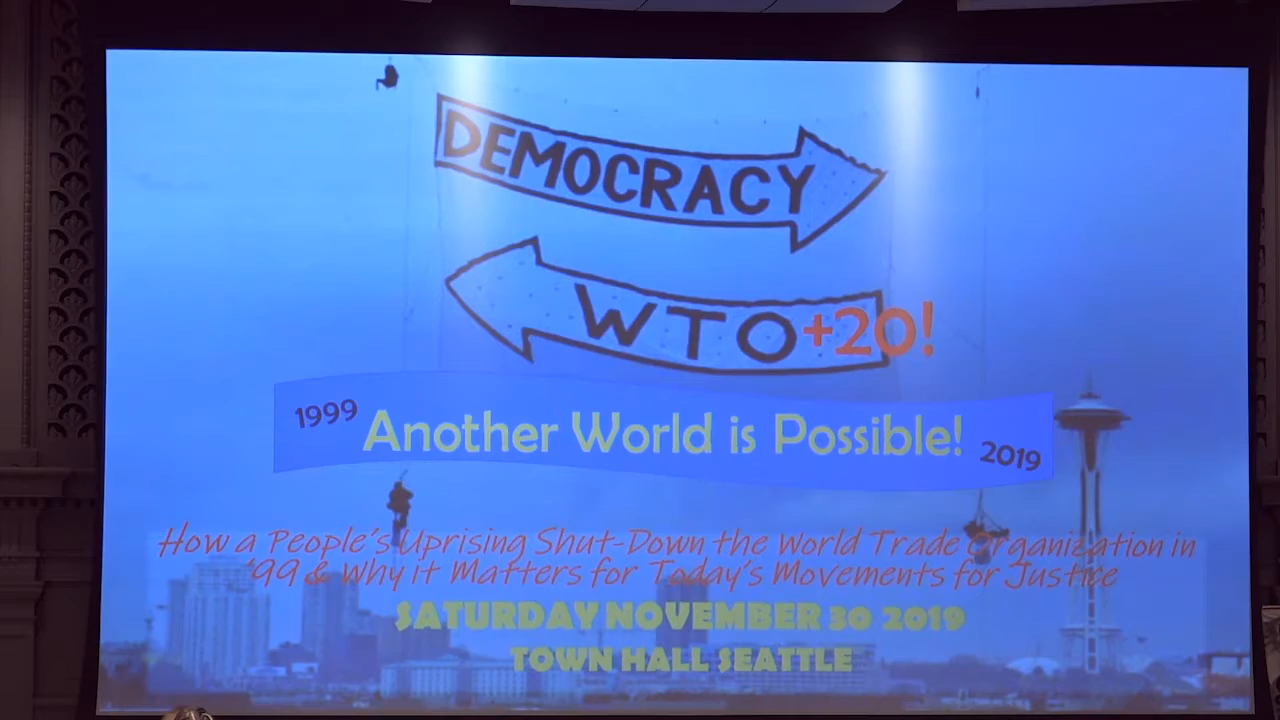 DEMOCRACY
WTO+20!
1999 Another World is Possible! 2019
How a People's Uprising Shut-Down the World Trade Organization in
'99 & Why it Matters for Today's Movements for Justice
SATURDAY NOVEMBER 30 2019
TOWN HALL SEATTLE